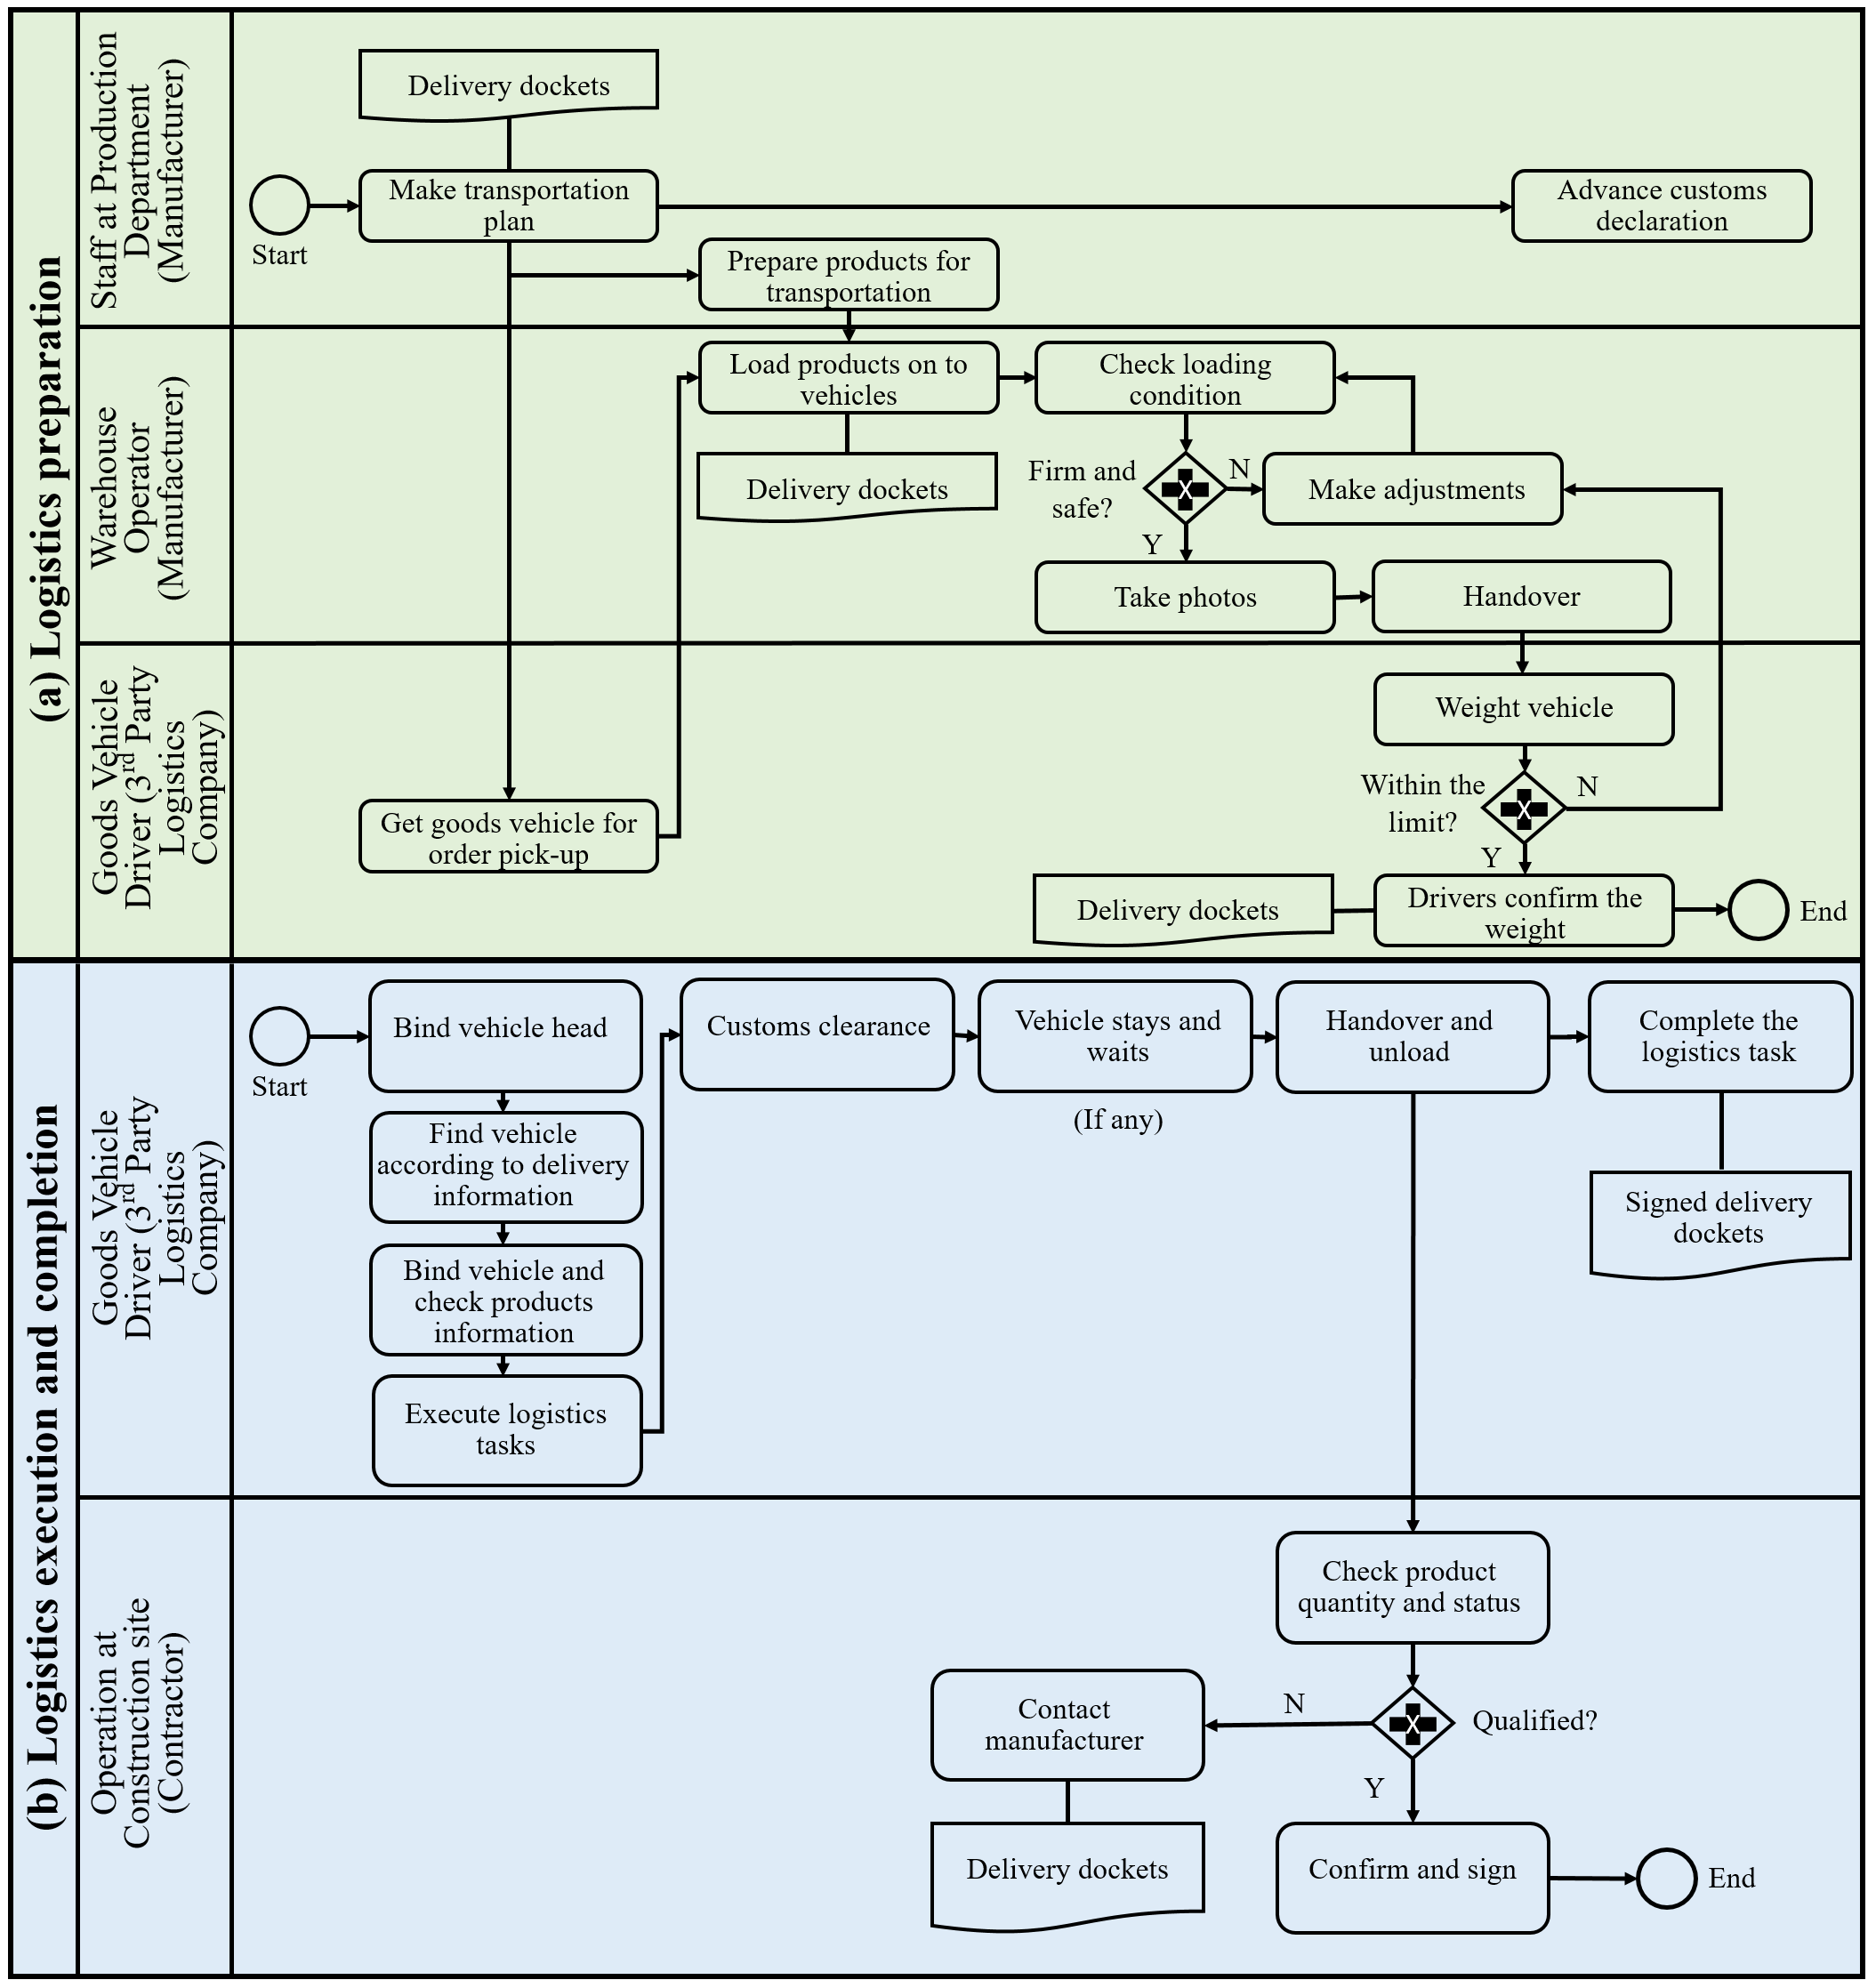 (a) Logistics preparation
Staff at Production
Department
(Manufacturer)
Delivery dockets
Start
Make transportation
plan
Advance customs
declaration
Prepare products for
transportation
Warehouse
Operator
(Manufacturer)
Load products on to
vehicles
Check loading
condition
Delivery dockets
Firm and
safe?
N
Make adjustments
Y
Take photos
Handover
Goods Vehicle
Driver (3rd Party
Logistics
Company)
Weight vehicle
Within the
limit?
N
Get goods vehicle for
order pick-up
Y
Delivery dockets
Drivers confirm the
weight
End
(b) Logistics execution and completion
Goods Vehicle
Driver (3rd Party
Logistics
Company)
Start
Bind vehicle head
Customs clearance
Vehicle stays and
waits
(If any)
Handover and
unload
Complete the
logistics task
Find vehicle
according to delivery
information
Signed delivery
dockets
Bind vehicle and
check products
information
Execute logistics
tasks
Operation at
Construction site
(Contractor)
Check product
quantity and status
Contact
manufacturer
N
Qualified?
Y
Delivery dockets
Confirm and sign
End